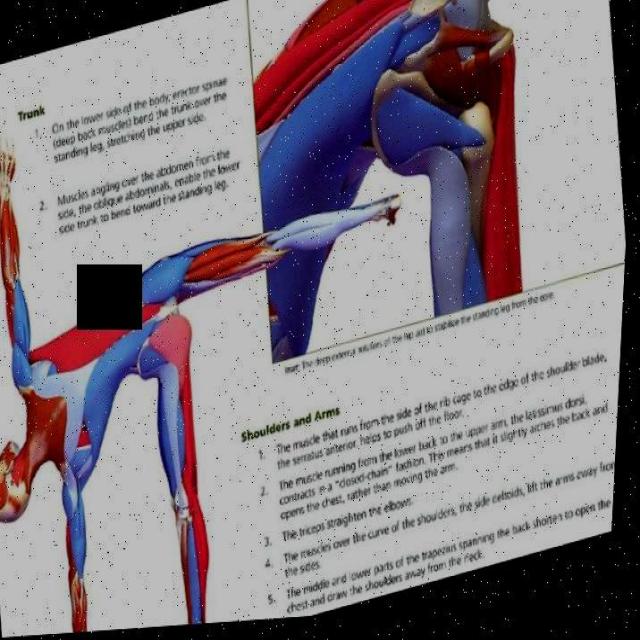 Trunk
1. On the lower side of the body, erector spinae
(deep back muscles) bend the trunk over the
standing leg, stretching the upper side.
2. Muscles angling over the abdomen from the
side, the oblique abdominals, enable the lower
side trunk to bend toward the standing leg.
Inset: The deep external rotators of the hip act to stabilize the standing leg from the core.
Shoulders and Arms
1. The muscle that runs from the side of the rib cage to the edge of the shoulder blade,
the serratus anterior, helps to push off the floor.
2. The muscle running from the lower back to the upper arm, the latissimus dorsi,
contracts in a "closed-chain" fashion. This means that it slightly arches the back and
opens the chest, rather than moving the arm.
3. The triceps straighten the elbows.
4. The muscles over the curve of the shoulders, the side deltoids, lift the arms away from
the sides.
5. The middle and lower parts of the trapezius spanning the back shorten to open the
chest and draw the shoulders away from the neck.